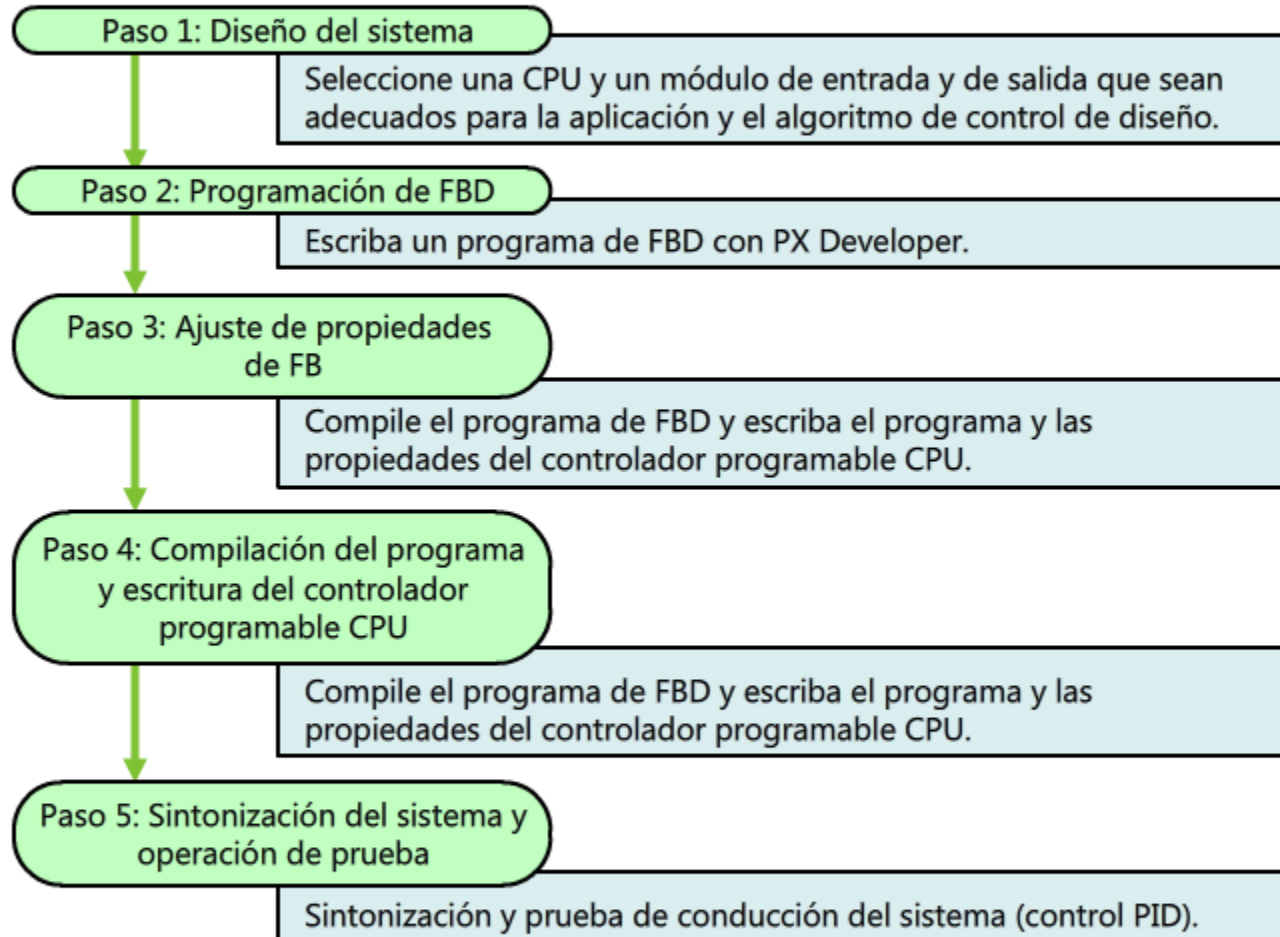 Paso 1: Diseño del sistema
Seleccione una CPU y un módulo de entrada y de salida que sean
adecuados para la aplicación y el algoritmo de control de diseño.
Paso 2: Programación de FBD
Escriba un programa de FBD con PX Developer.
Paso 3: Ajuste de propiedades
de FB
Compile el programa de FBD y escriba el programa y las
propiedades del controlador programable CPU.
Paso 4: Compilación del programa
y escritura del controlador
programable CPU
Compile el programa de FBD y escriba el programa y las
propiedades del controlador programable CPU.
Paso 5: Sintonización del sistema y
operación de prueba
Sintonización y prueba de conducción del sistema (control PID).